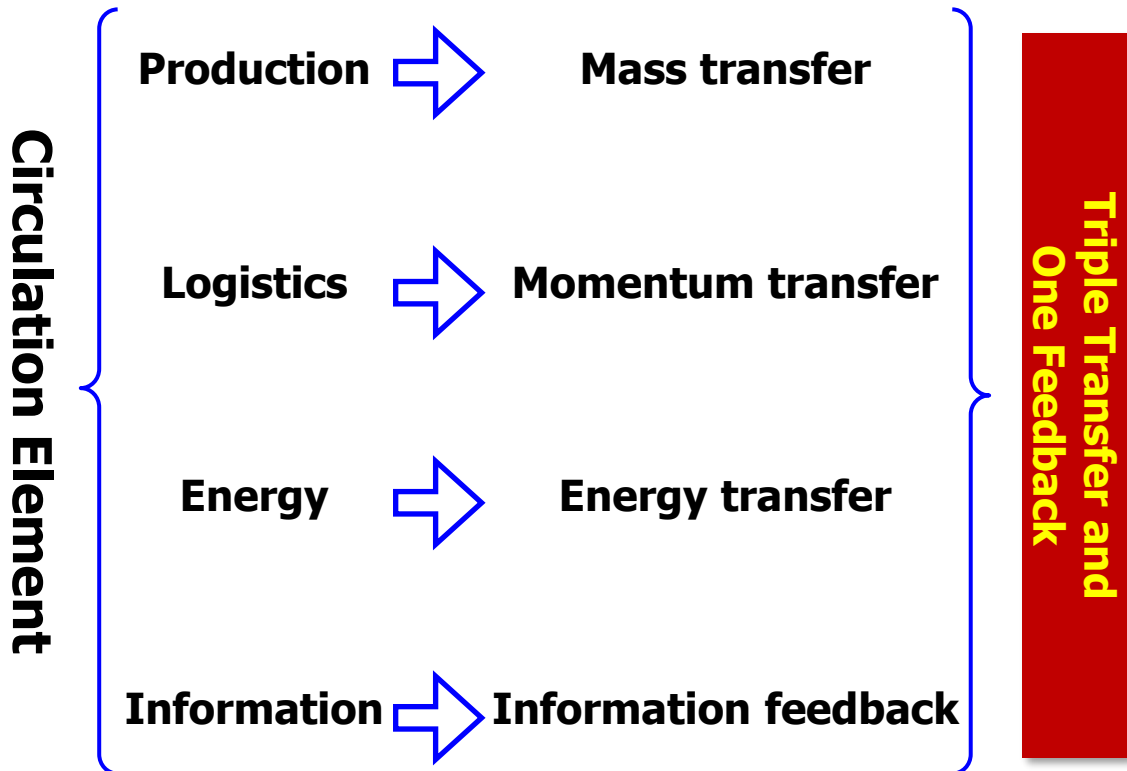 Circulation Element
Production
Mass transfer
Logistics
Momentum transfer
Energy
Energy transfer
Information
Information feedback
Triple Transfer and
One Feedback